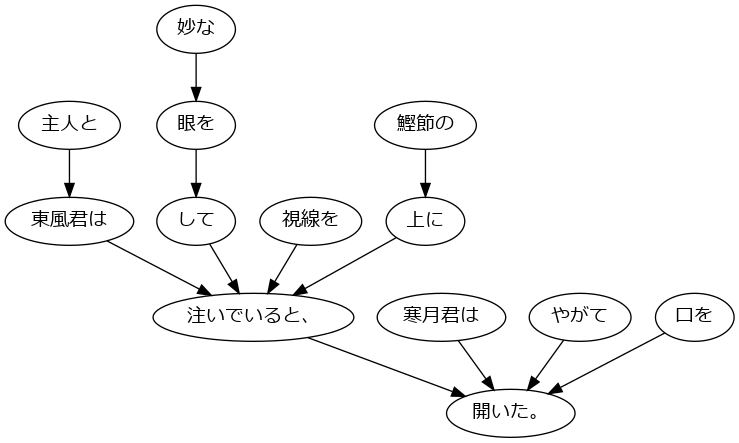 妙な
主人と
眼を
鰹節の
東風君は
して
視線を
上に
注いでいると、
寒月君は
やがて
口を
開いた。